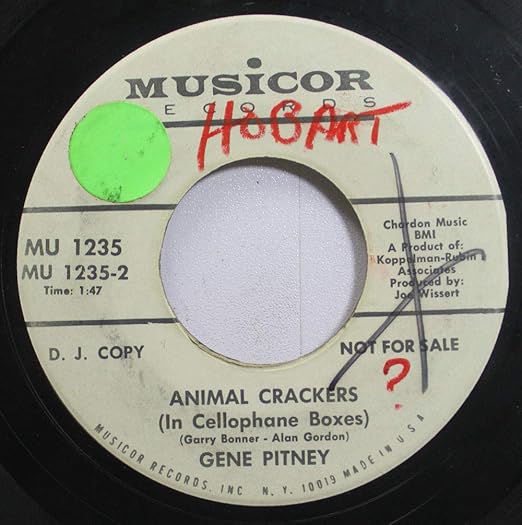 MUSICOR
RECORDS
HOBART
MU 1235
MU 1235-2
Time: 1:47
Chardon Music
BMI
A Product of:
Koppelman-Rubin
Associates
Produced by:
Joe Wissert
D. J. COPY
NOT FOR SALE
?
ANIMAL CRACKERS
(In Cellophane Boxes)
(Garry Bonner - Alan Gordon)
GENE PITNEY
MUSICOR RECORDS, INC N. Y., 10019 MADE IN U.S.A.